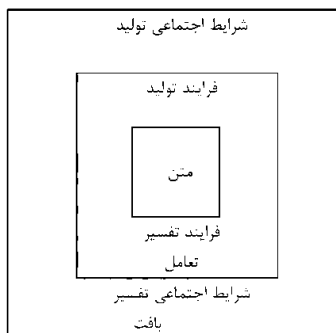 شرایط اجتماعی تولید
فرایند تولید
متن
فرایند تفسیر
تعامل
شرایط اجتماعی تفسیر
بافت